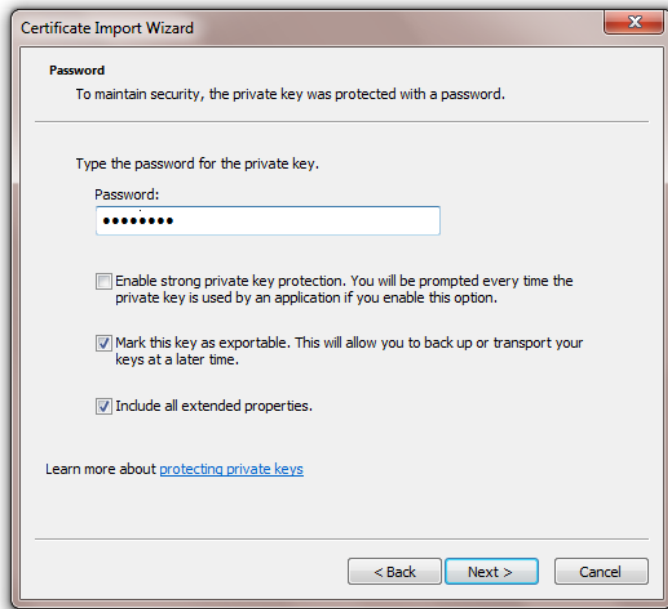 Certificate Import Wizard
Password
To maintain security, the private key was protected with a password.
Type the password for the private key.
Password:
••••••••
Enable strong private key protection. You will be prompted every time the
private key is used by an application if you enable this option.
Mark this key as exportable. This will allow you to back up or transport your
keys at a later time.
Include all extended properties.
Learn more about protecting private keys
< Back Next > Cancel